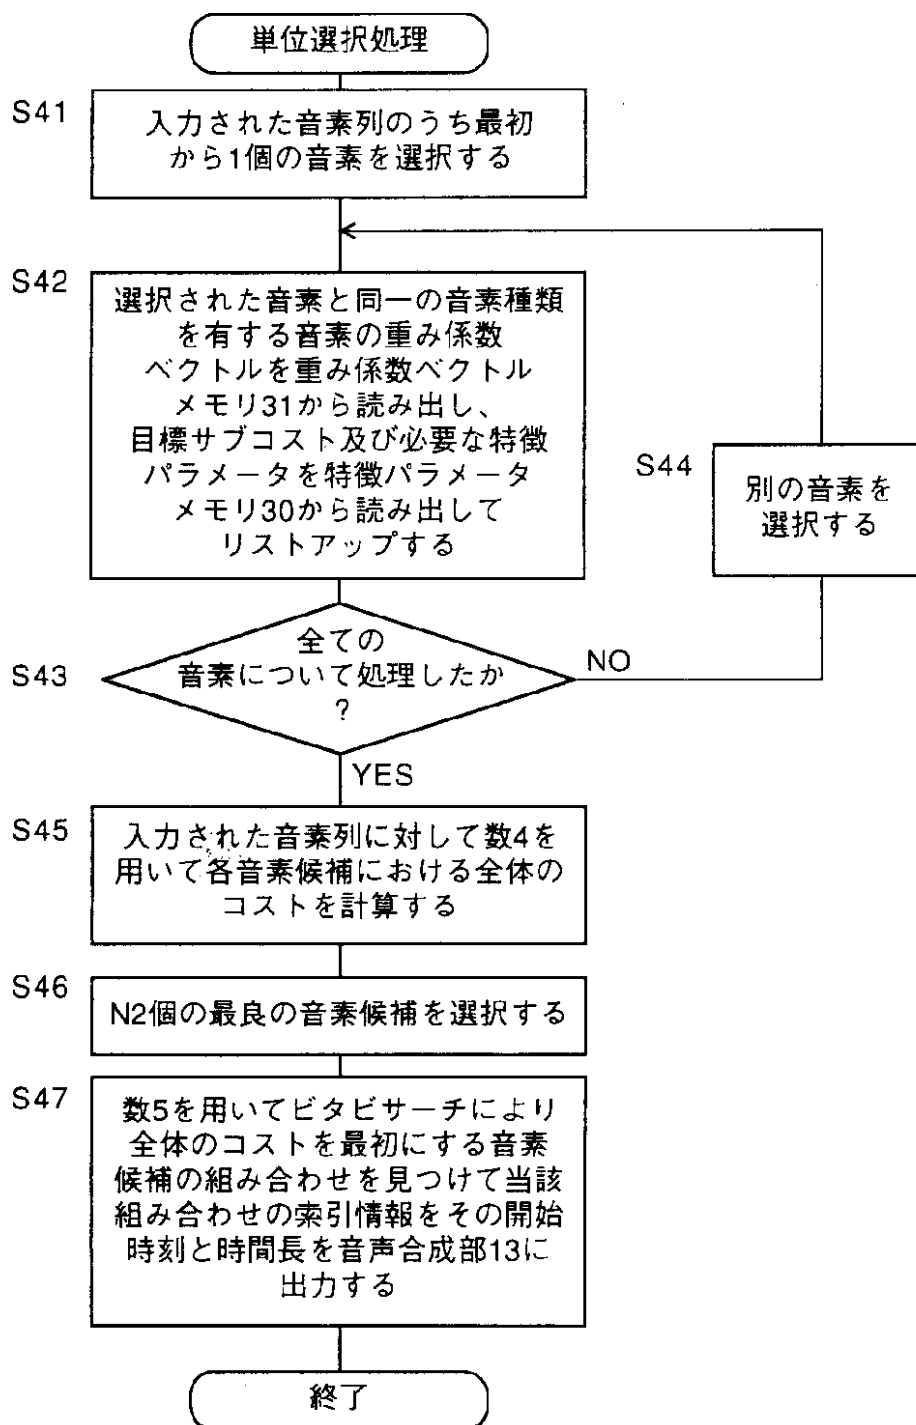 単位選択処理
S41
入力された音素列のうち最初
から1個の音素を選択する
S42
選択された音素と同一の音素種類
を有する音素の重み係数
ベクトルを重み係数ベクトル
メモリ31から読み出し、
目標サブコスト及び必要な特徴
パラメータを特徴パラメータ
メモリ30から読み出して
リストアップする
S44
別の音素を
選択する
S43
全ての
音素について処理したか
?
NO
YES
S45
入力された音素列に対して数4を
用いて各音素候補における全体の
コストを計算する
S46
N2個の最良の音素候補を選択する
S47
数5を用いてビタビサーチにより
全体のコストを最初にする音素
候補の組み合わせを見つけて当該
組み合わせの索引情報をその開始
時刻と時間長を音声合成部13に
出力する
終了